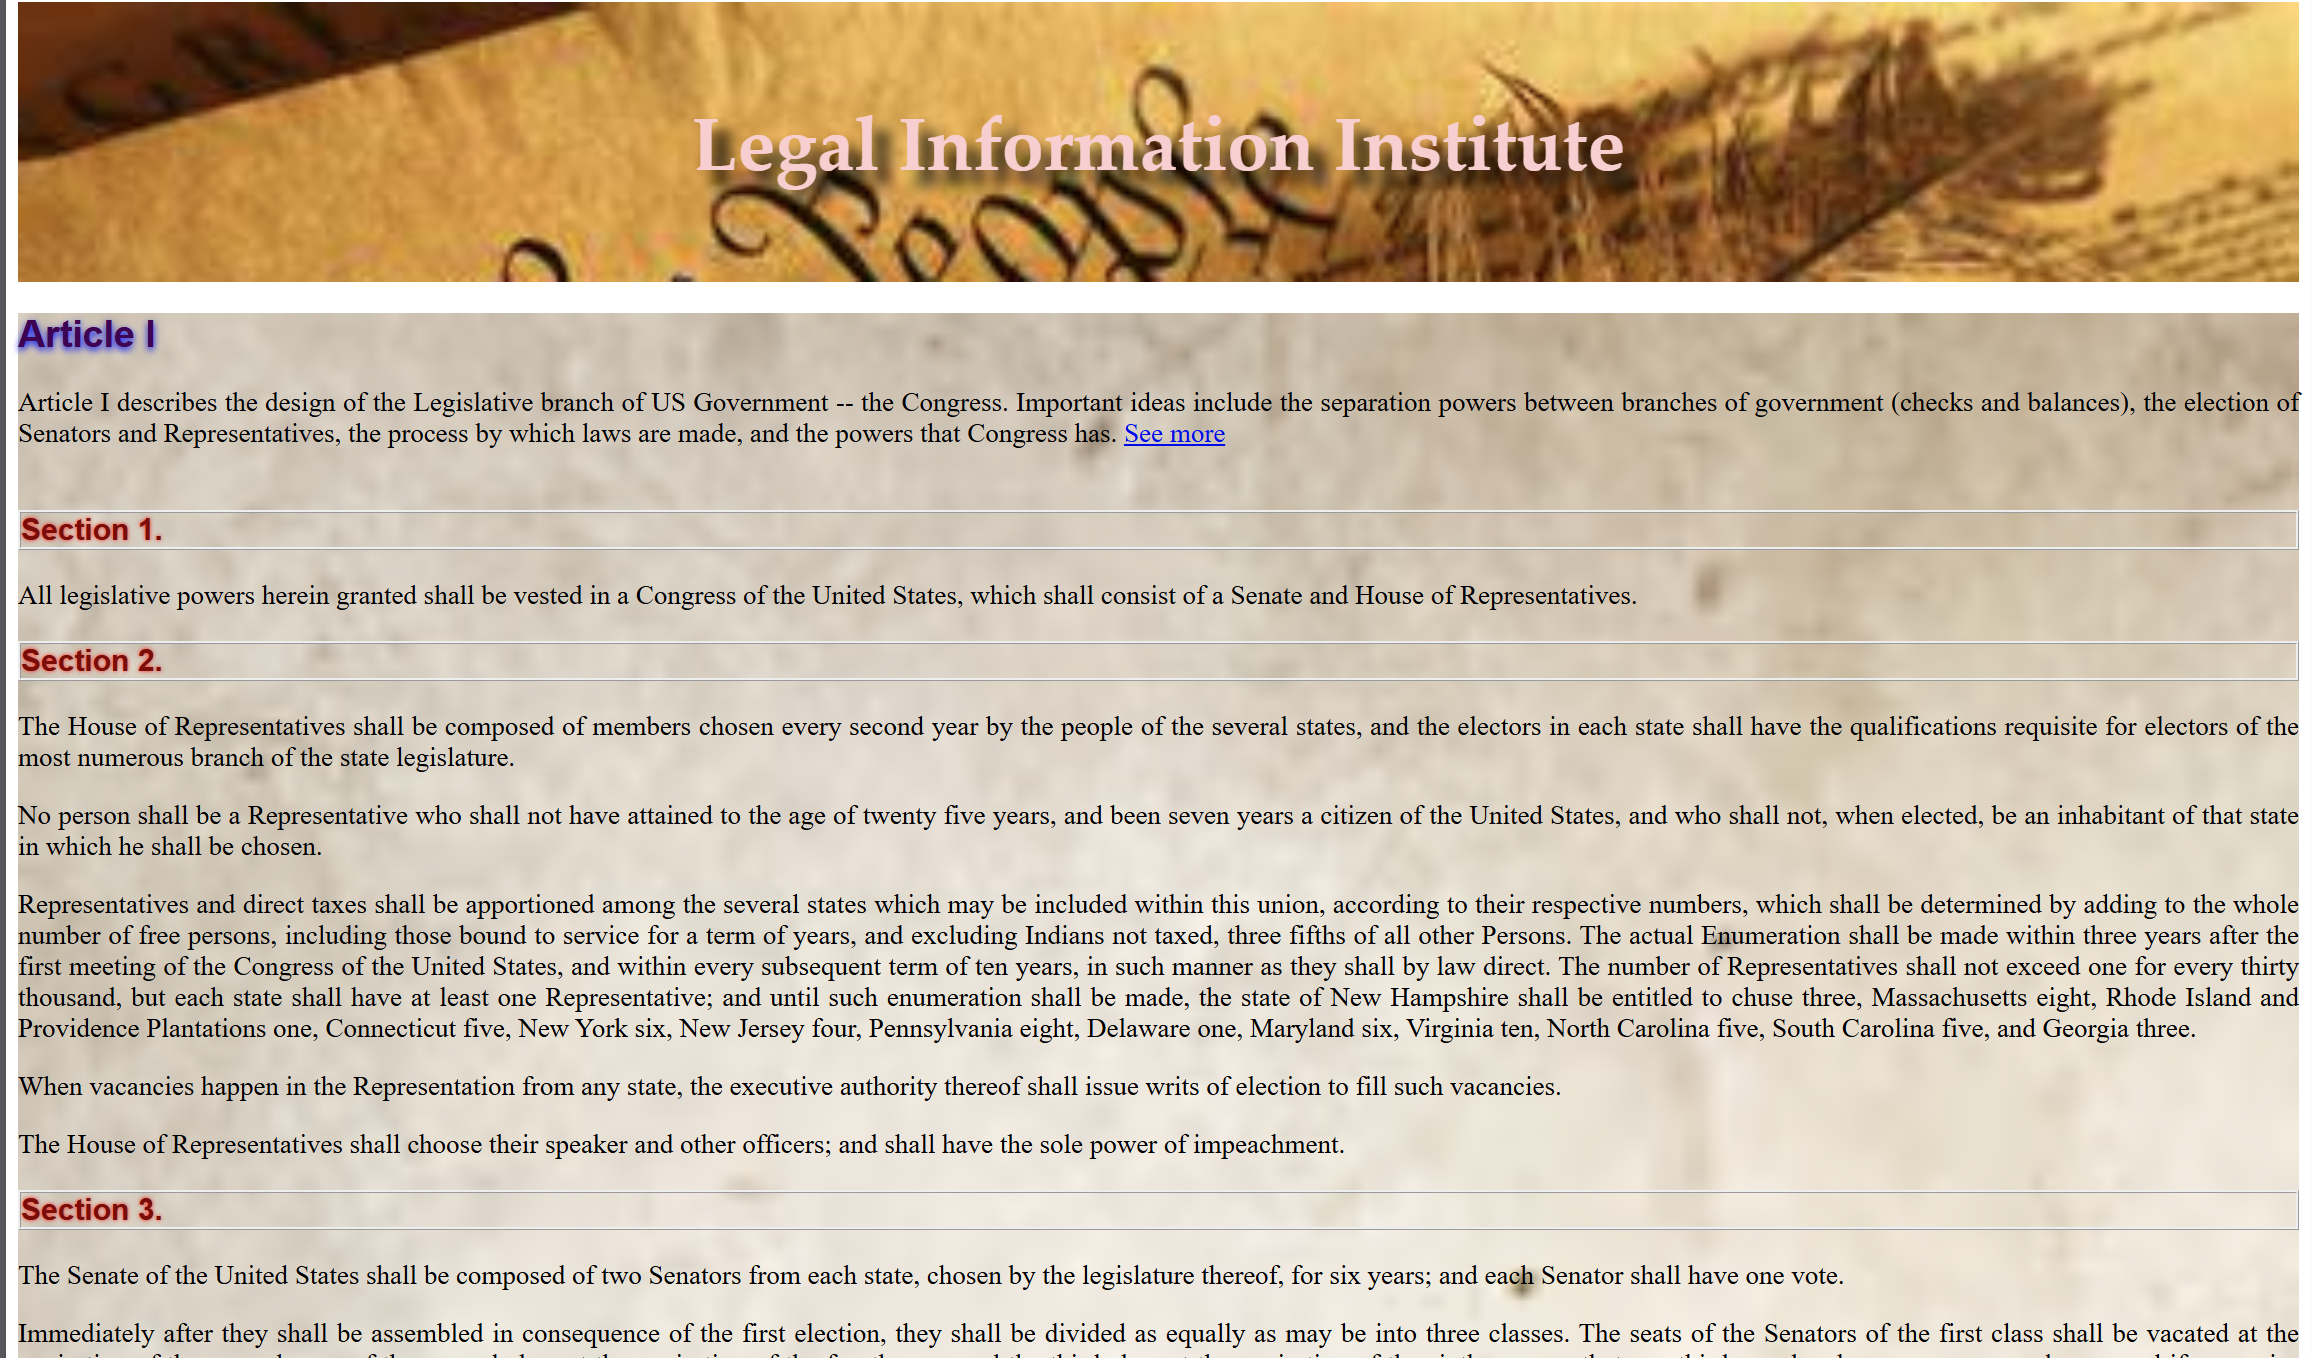 Legal Information Institute
People
Article I
Article I describes the design of the Legislative branch of US Government -- the Congress. Important ideas include the separation powers between branches of government (checks and balances), the election of
Senators and Representatives, the process by which laws are made, and the powers that Congress has. See more
Section 1.
All legislative powers herein granted shall be vested in a Congress of the United States, which shall consist of a Senate and House of Representatives.
Section 2.
The House of Representatives shall be composed of members chosen every second year by the people of the several states, and the electors in each state shall have the qualifications requisite for electors of the
most numerous branch of the state legislature.
No person shall be a Representative who shall not have attained to the age of twenty five years, and been seven years a citizen of the United States, and who shall not, when elected, be an inhabitant of that state
in which he shall be chosen.
Representatives and direct taxes shall be apportioned among the several states which may be included within this union, according to their respective numbers, which shall be determined by adding to the whole
number of free persons, including those bound to service for a term of years, and excluding Indians not taxed, three fifths of all other Persons. The actual Enumeration shall be made within three years after the
first meeting of the Congress of the United States, and within every subsequent term of ten years, in such manner as they shall by law direct. The number of Representatives shall not exceed one for every thirty
thousand, but each state shall have at least one Representative; and until such enumeration shall be made, the state of New Hampshire shall be entitled to chuse three, Massachusetts eight, Rhode Island and
Providence Plantations one, Connecticut five, New York six, New Jersey four, Pennsylvania eight, Delaware one, Maryland six, Virginia ten, North Carolina five, South Carolina five, and Georgia three.
When vacancies happen in the Representation from any state, the executive authority thereof shall issue writs of election to fill such vacancies.
The House of Representatives shall choose their speaker and other officers; and shall have the sole power of impeachment.
Section 3.
The Senate of the United States shall be composed of two Senators from each state, chosen by the legislature thereof, for six years; and each Senator shall have one vote.
Immediately after they shall be assembled in consequence of the first election, they shall be divided as equally as may be into three classes. The seats of the Senators of the first class shall be vacated at the